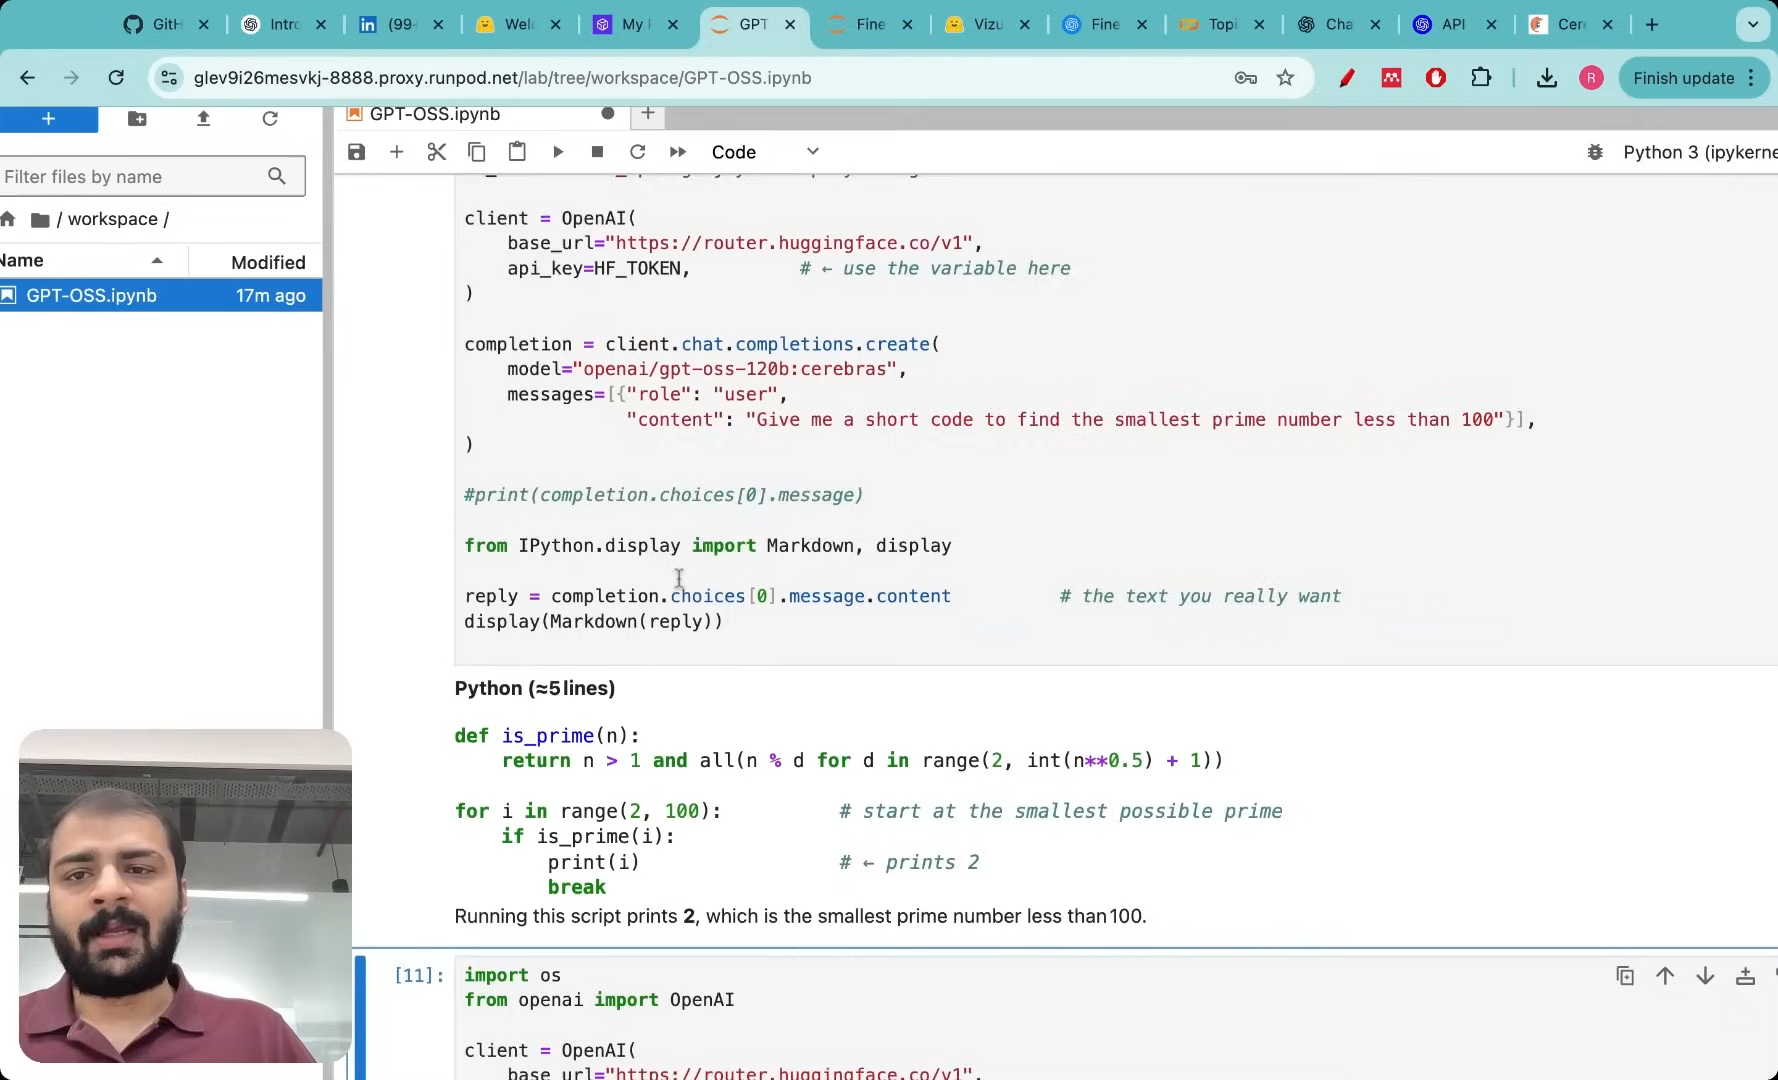 GitH
Intro
(99
Wel
My
GPT
Fine
Vizu
Fine
Topi
Cha
API
Cer
glev9i26mesvkj-8888.proxy.runpod.net/lab/tree/workspace/GPT-OSS.ipynb
R
Finish update
GPT-OSS.ipynb
Code
Python 3 (ipykerne
Filter files by name
/ workspace /
Name
Modified
GPT-OSS.ipynb
17m ago
client = OpenAI(
base_url="https://router.huggingface.co/v1",
api_key=HF_TOKEN, # ← use the variable here
)
completion = client.chat.completions.create(
model="openai/gpt-oss-120b:cerebras",
messages=[{"role": "user",
"content": "Give me a short code to find the smallest prime number less than 100"}],
)
#print(completion.choices[0].message)
from IPython.display import Markdown, display
reply = completion.choices[0].message.content # the text you really want
display(Markdown(reply))
Python (≈5 lines)
def is_prime(n):
return n > 1 and all(n % d for d in range(2, int(n**0.5) + 1))
for i in range(2, 100): # start at the smallest possible prime
if is_prime(i):
print(i) # ← prints 2
break
Running this script prints 2, which is the smallest prime number less than 100.
[11]:
import os
from openai import OpenAI
client = OpenAI(
base_url="https://router.huggingface.co/v1",